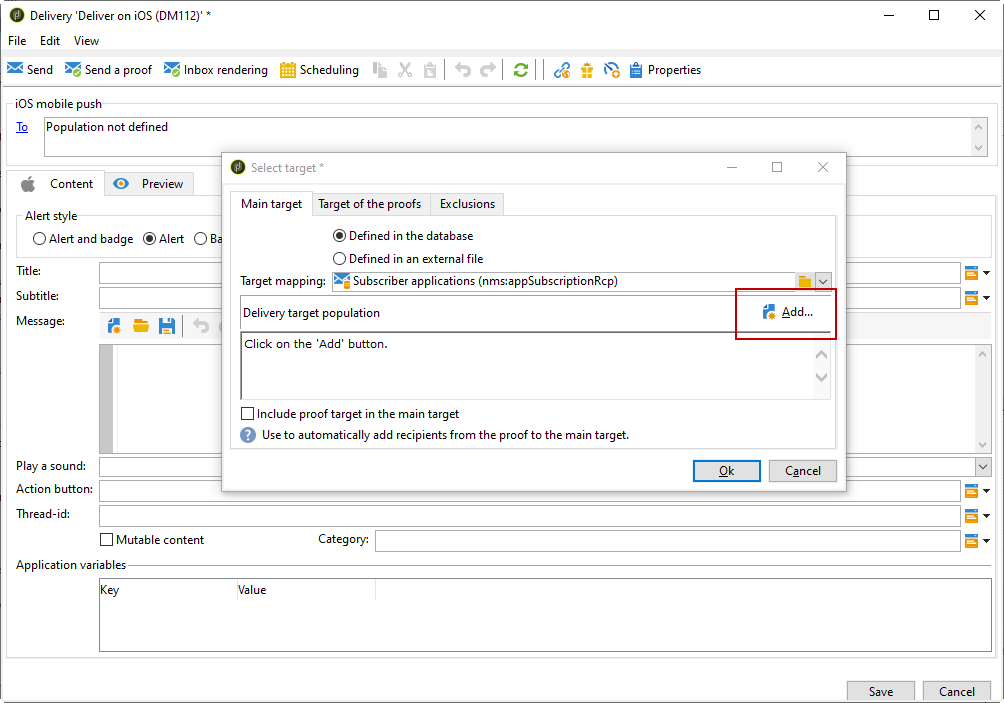 Delivery 'Deliver on iOS (DM112)' *
File Edit View
Send Send a proof Inbox rendering Scheduling Properties
iOS mobile push
To Population not defined
Select target *
Content Preview
Main target Target of the proofs Exclusions
Alert style
Alert and badge Alert Ba
Defined in the database
Defined in an external file
Title:
Target mapping: Subscriber applications (nms:appSubscriptionRcp)
Subtitle:
Delivery target population Add...
Message:
Click on the 'Add' button.
Include proof target in the main target
? Use to automatically add recipients from the proof to the main target.
Ok Cancel
Play a sound:
Action button:
Thread-id:
Mutable content Category:
Application variables
Key Value
Save Cancel